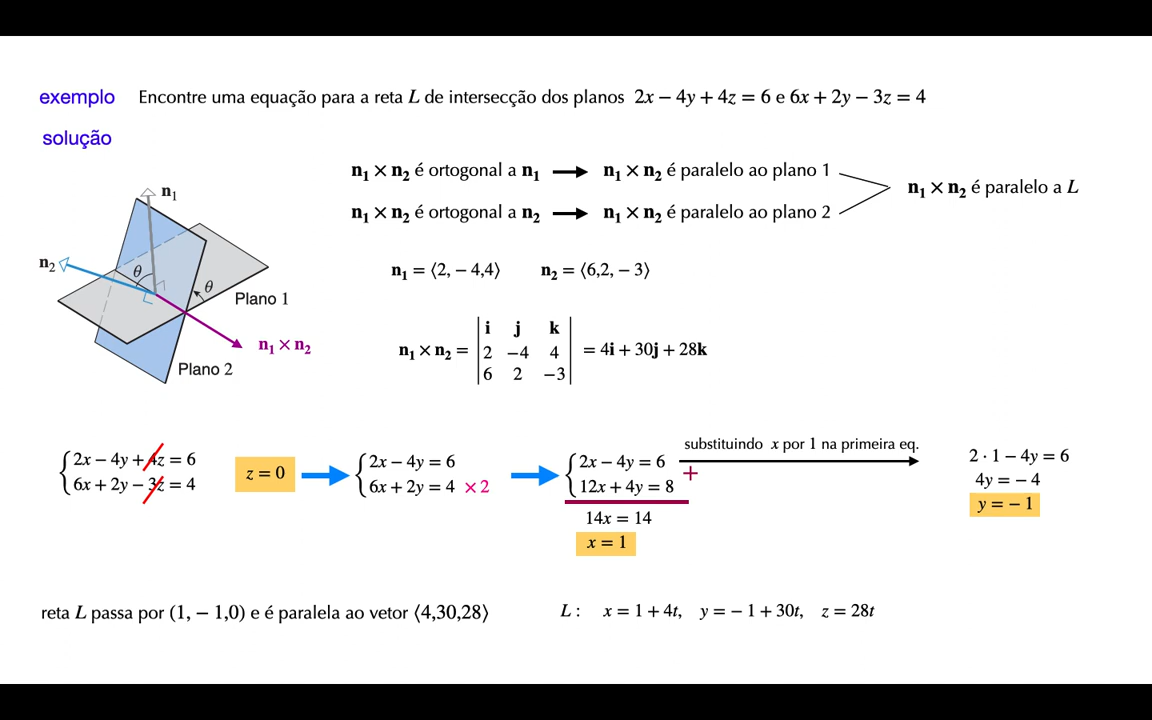 exemplo Encontre uma equação para a reta L de intersecção dos planos 2x − 4y + 4z = 6 e 6x + 2y − 3z = 4
solução
n₁ × n₂ é ortogonal a n₁ → n₁ × n₂ é paralelo ao plano 1
n₁ × n₂ é ortogonal a n₂ → n₁ × n₂ é paralelo ao plano 2
n₁ × n₂ é paralelo a L
n₁
n₂
θ
θ
Plano 1
n₁ × n₂
Plano 2
n₁ = ⟨2, − 4,4⟩ n₂ = ⟨6,2, − 3⟩
n₁ × n₂ = | i j k |
| 2 −4 4 | = 4i + 30j + 28k
| 6 2 −3 |
2x − 4y + 4z = 6
6x + 2y − 3z = 4
z = 0
2x − 4y = 6
6x + 2y = 4 × 2
2x − 4y = 6
+
12x + 4y = 8
14x = 14
x = 1
substituindo x por 1 na primeira eq.
2 · 1 − 4y = 6
4y = − 4
y = − 1
reta L passa por (1, − 1,0) e é paralela ao vetor ⟨4,30,28⟩
L : x = 1 + 4t, y = − 1 + 30t, z = 28t